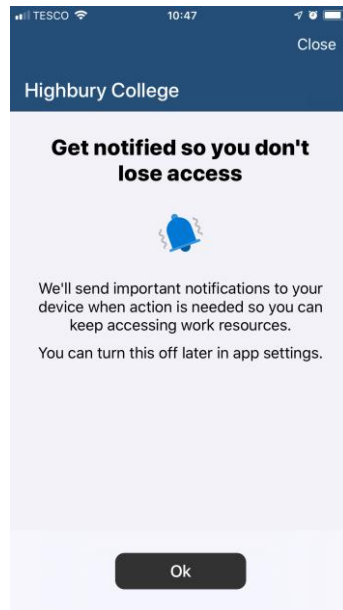 TESCO 10:47
Close
Highbury College
Get notified so you don't
lose access
We'll send important notifications to your
device when action is needed so you can
keep accessing work resources.
You can turn this off later in app settings.
Ok